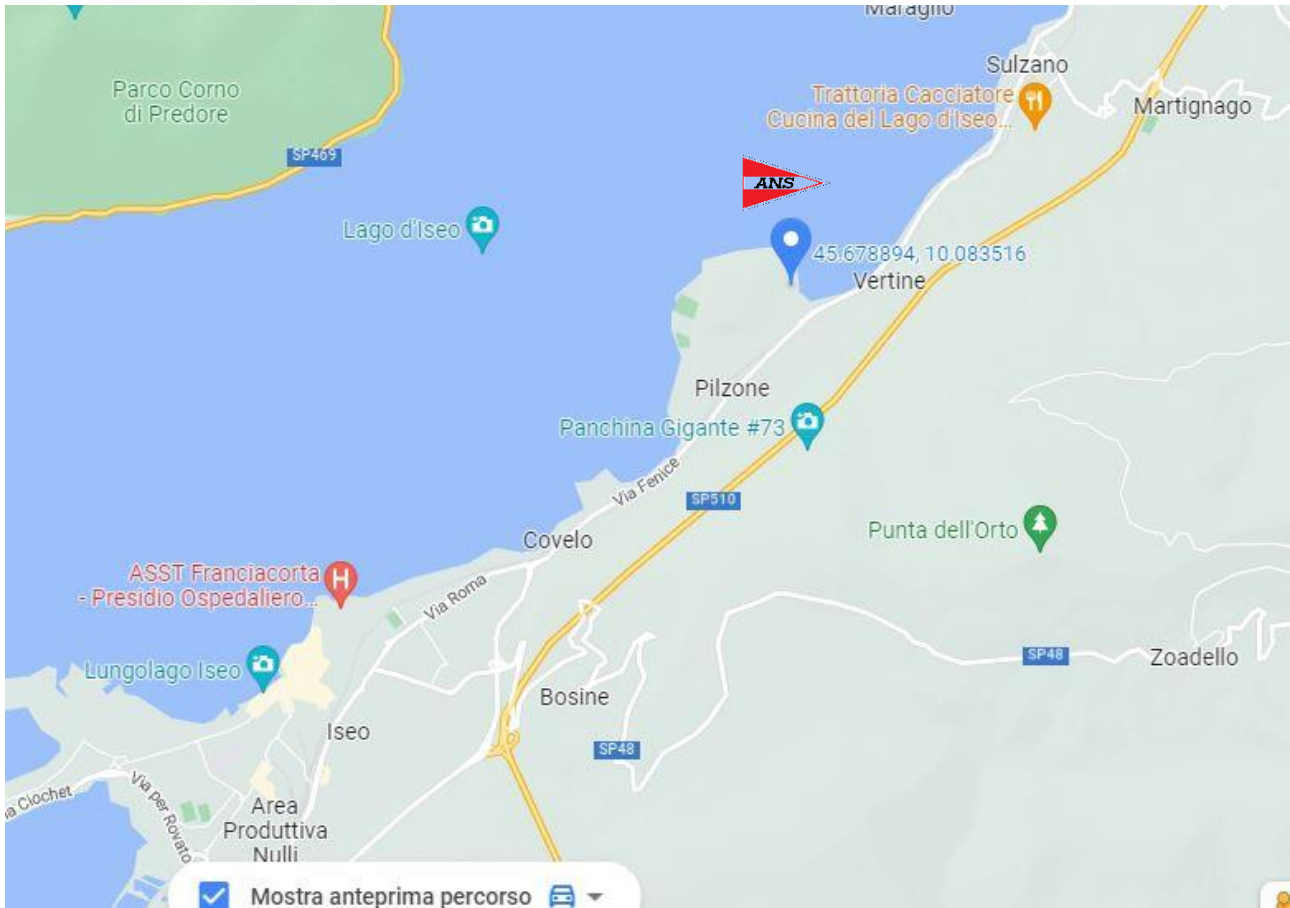 Maraglio
Sulzano
Parco Corno
di Predore
Trattoria Cacciatore
Cucina del Lago d'Iseo...
Martignago
SP469
ANS
Lago d'Iseo
45.678894, 10.083516
Vertine
Pilzone
Panchina Gigante #73
Via Fenice
SP510
Punta dell'Orto
Covelo
ASST Franciacorta
- Presidio Ospedaliero...
Via Roma
SP48
Zoadello
Lungolago Iseo
Bosine
Iseo
SP48
Via per Rovato
Ciochet
Area
Produttiva
Nulli
Mostra anteprima percorso